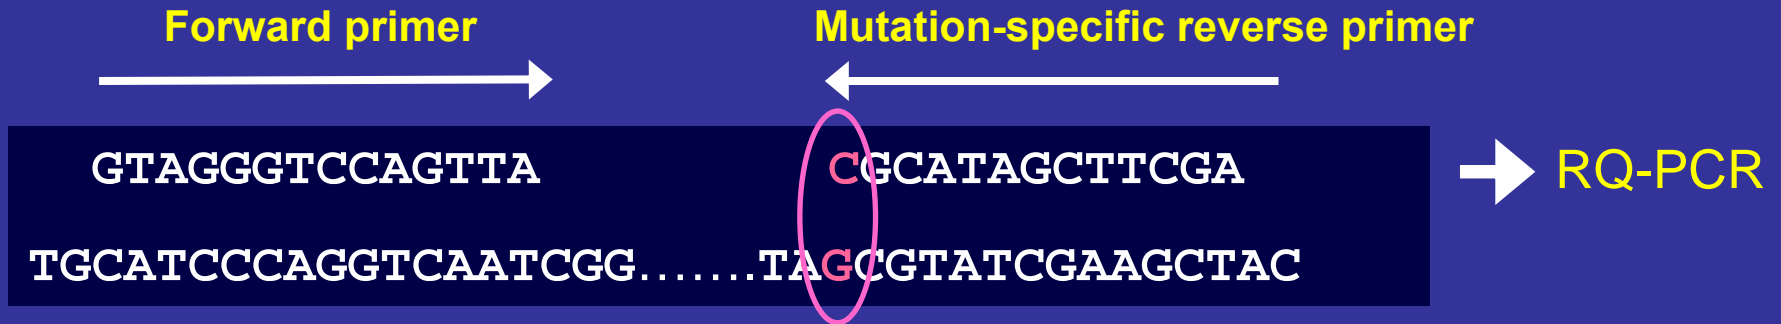 Forward primer Mutation-specific reverse primer
GTAGGGTCCAGTTA CGCATAGCTTCGA RQ-PCR
TGCATCCCAGGTCAATCGG.......TAGCGTATCGAAGCTAC